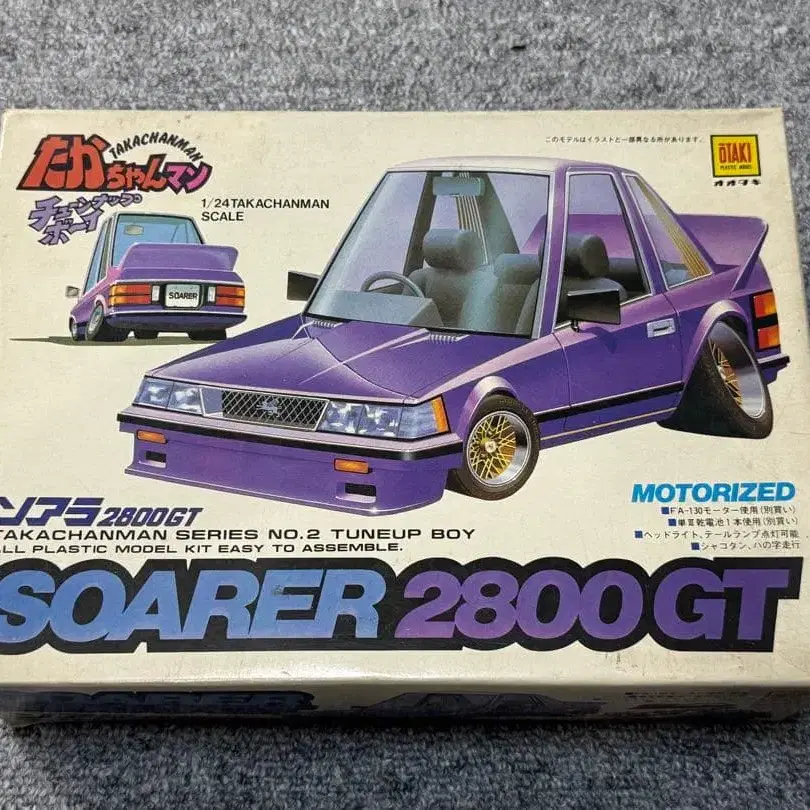 TAKACHANMAN
たかちゃんマン
チューンナップ
ボーイ
1/24 TAKACHANMAN
SCALE
このモデルはイラストと一部異なる所があります。
ŌTAKI
PLASTIC MODEL
オオタキ
SOARER
ソアラ 2800GT
TAKACHANMAN SERIES NO.2 TUNEUP BOY
ALL PLASTIC MODEL KIT EASY TO ASSEMBLE.
MOTORIZED
■FA-130モーター使用(別買い)
■単Ⅲ乾電池1本使用(別買い)
■ヘッドライト、テールランプ点灯可能
■シャコタン、ハの字走行
SOARER 2800GT